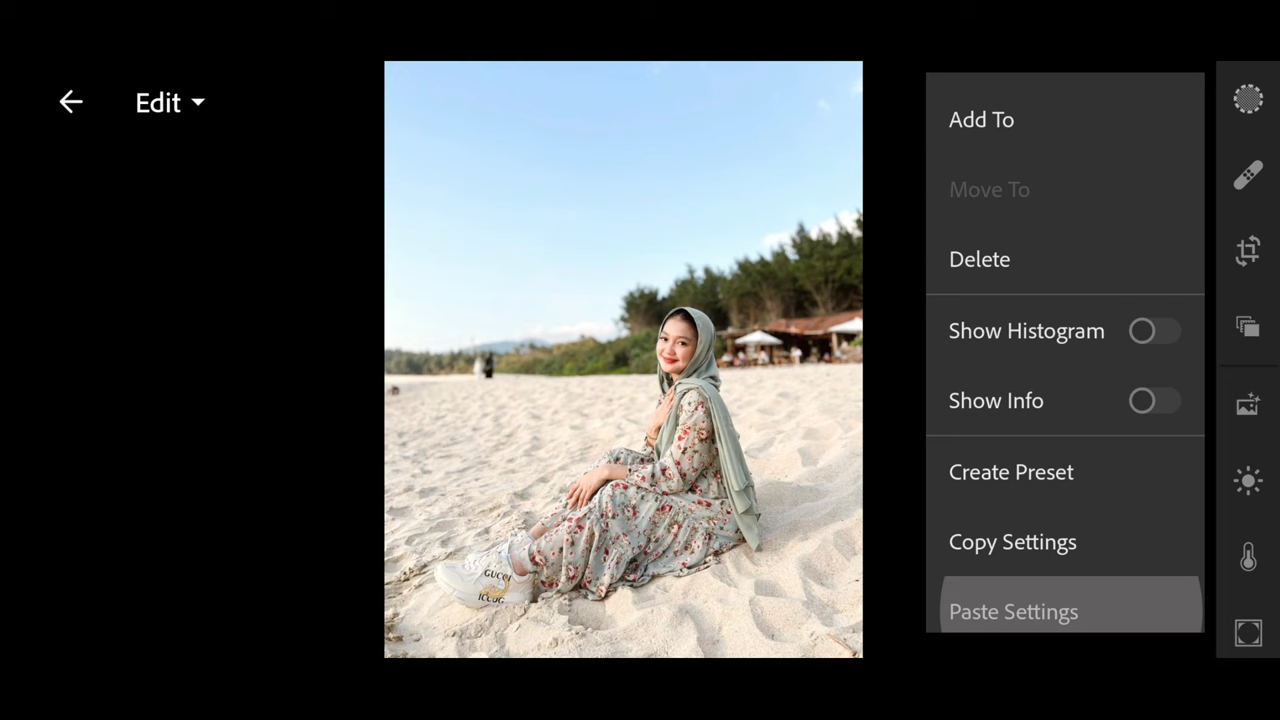 Edit
Add To
Move To
Delete
Show Histogram
Show Info
Create Preset
Copy Settings
Paste Settings
GUCCI